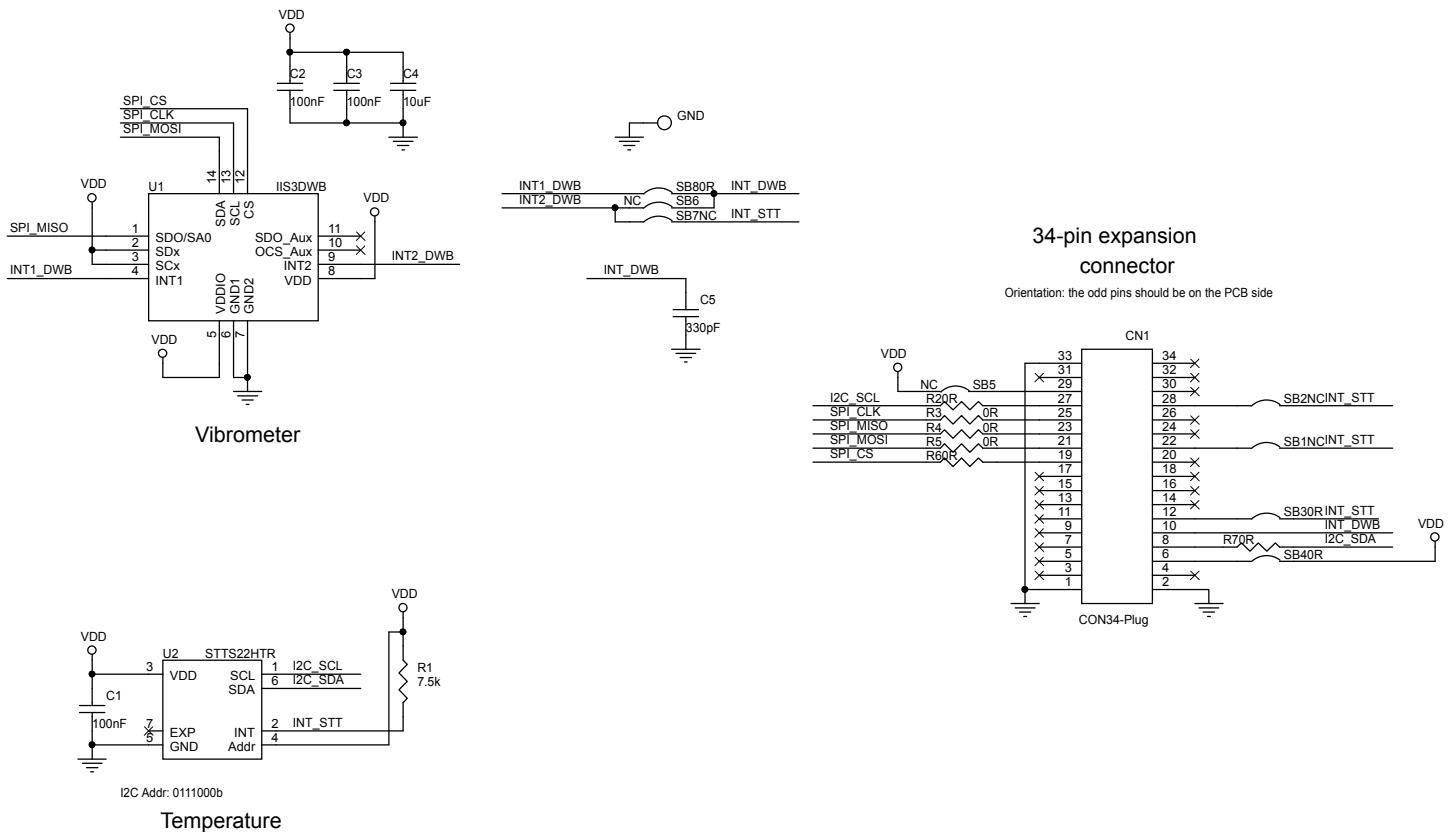 VDD
C2
C3
C4
100nF
100nF
10uF
SPI_CS
SPI_CLK
SPI_MOSI
GND
14
13
12
VDD
U1
IIS3DWB
VDD
SDA
SCL
CS
SPI_MISO
1
SDO/SA0
SDO_Aux
11
2
SDx
OCS_Aux
10
3
SCx
INT2
9
INT2_DWB
INT1_DWB
4
INT1
VDD
8
VDDIO
GND1
GND2
5
6
7
VDD
Vibrometer
INT1_DWB
SB80R
INT_DWB
INT2_DWB
NC
SB6
SB7NC
INT_STT
INT_DWB
C5
330pF
34-pin expansion
connector
Orientation: the odd pins should be on the PCB side
CN1
VDD
33
34
31
32
NC
SB5
29
30
I2C_SCL
R20R
27
28
SB2NCINT_STT
SPI_CLK
R3
0R
25
26
SPI_MISO
R4
0R
23
24
SPI_MOSI
R5
0R
21
22
SB1NCINT_STT
SPI_CS
R60R
19
20
17
18
15
16
13
14
11
12
SB30RINT_STT
9
10
INT_DWB
VDD
7
8
R70R
I2C_SDA
5
6
SB40R
3
4
1
2
CON34-Plug
VDD
VDD
U2
STTS22HTR
3
VDD
SCL
1
I2C_SCL
R1
7.5k
SDA
6
I2C_SDA
C1
100nF
7
EXP
INT
2
INT_STT
5
GND
Addr
4
I2C Addr: 0111000b
Temperature